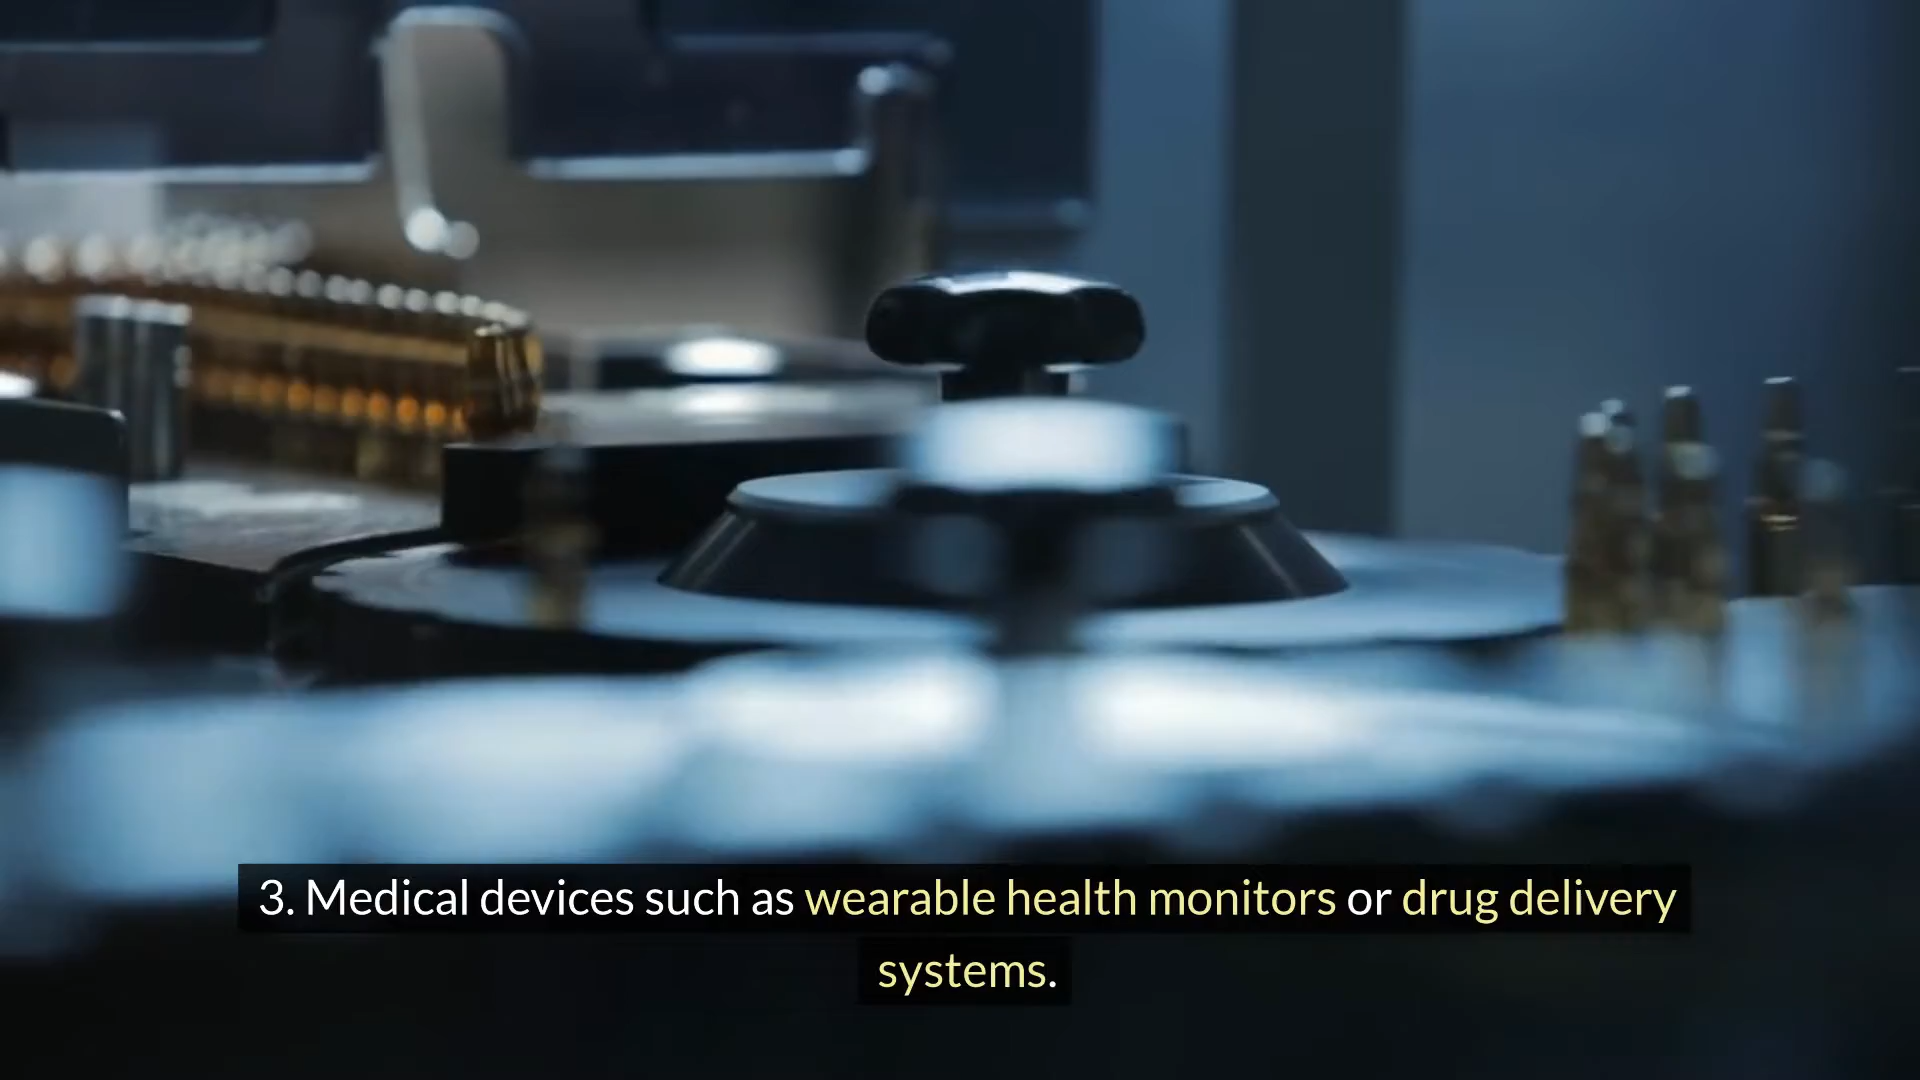 3. Medical devices such as wearable health monitors or drug delivery
systems.